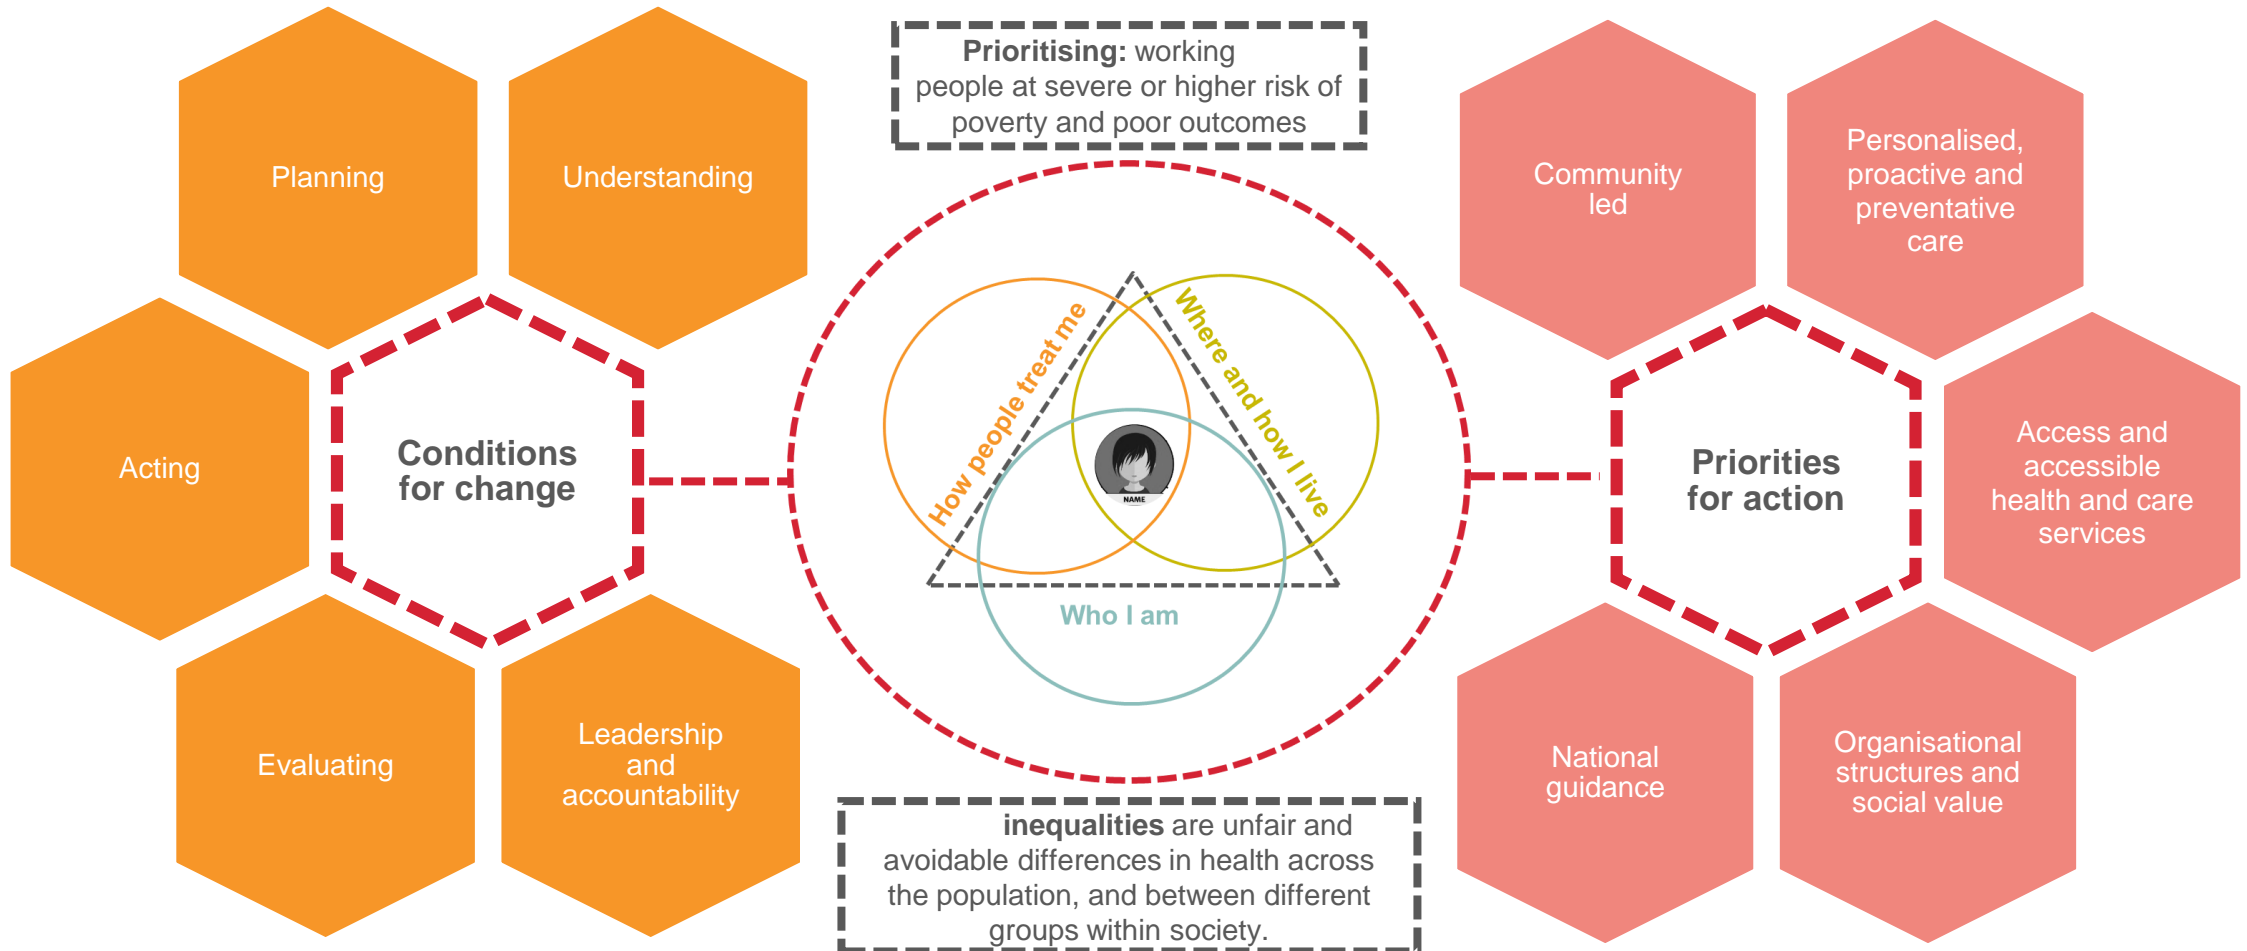 Planning
Understanding
Acting
Conditions
for change
Evaluating
Leadership
and
accountability
Prioritising: working
people at severe or higher risk of
poverty and poor outcomes
How people treat me
Where and how I live
NAME
Who I am
inequalities are unfair and
avoidable differences in health across
the population, and between different
groups within society.
Community
led
Personalised,
proactive and
preventative
care
Priorities
for action
Access and
accessible
health and care
services
National
guidance
Organisational
structures and
social value